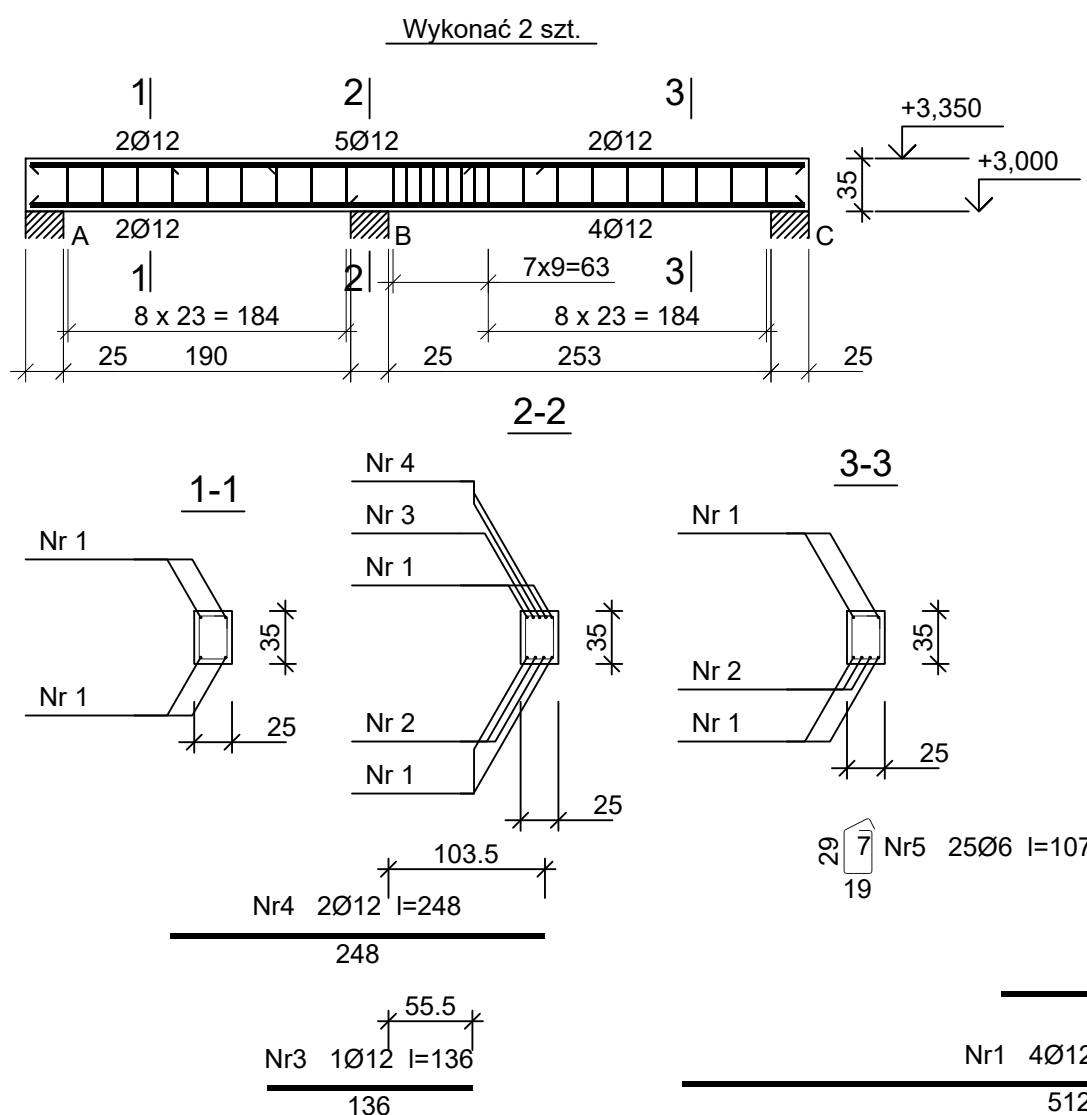 Wykonać 2 szt.
1 2 3
2Ø12 5Ø12 2Ø12
+3,350
+3,000
35
A 2Ø12 B 4Ø12 C
1 2 3
7x9=63
8 x 23 = 184 8 x 23 = 184
25 190 25 253 25
2-2
1-1
3-3
Nr 4
Nr 3
Nr 1
Nr 1
Nr 1
35
35
35
Nr 1
Nr 2
Nr 1
Nr 2
Nr 1
25
25
25
103.5
29 7 Nr5 25Ø6 l=107
19
Nr4 2Ø12 l=248
248
55.5
Nr3 1Ø12 l=136
136
Nr1 4Ø12
512